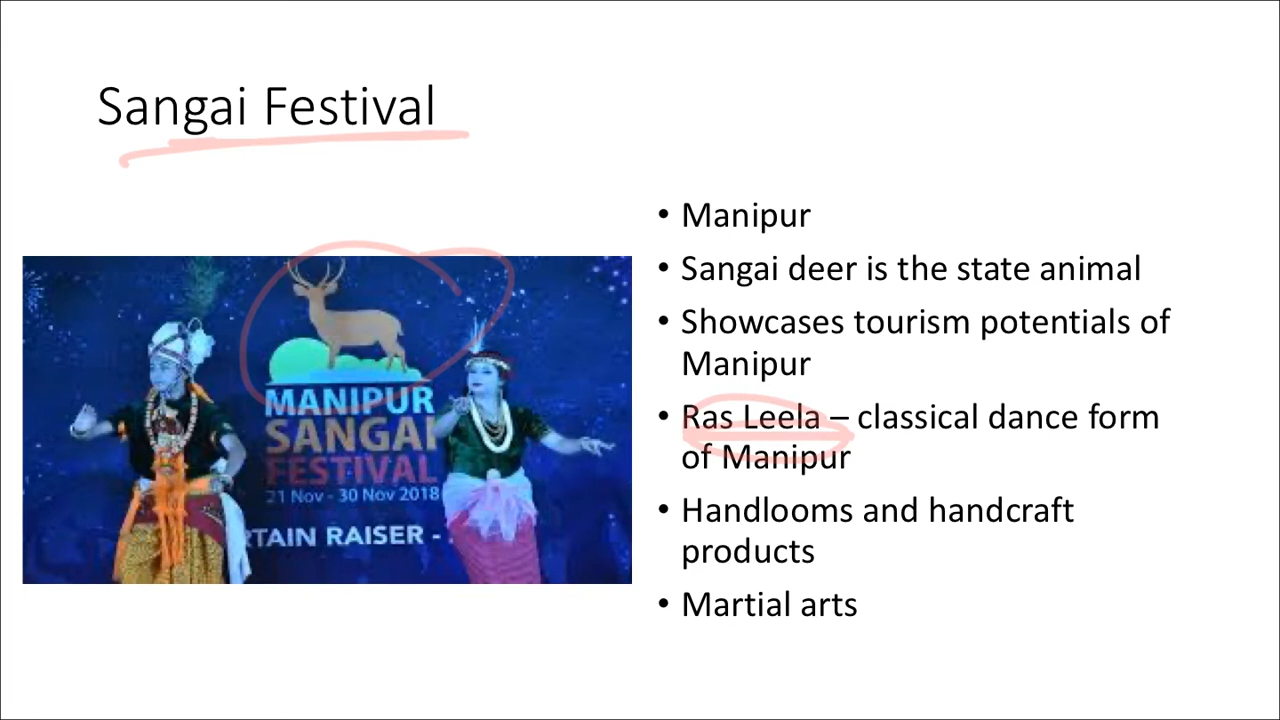 Sangai Festival
MANIPUR
SANGAI
FESTIVAL
21 Nov - 30 Nov 2018
RTAIN RAISER -
• Manipur
• Sangai deer is the state animal
• Showcases tourism potentials of
Manipur
• Ras Leela – classical dance form
of Manipur
• Handlooms and handcraft
products
• Martial arts